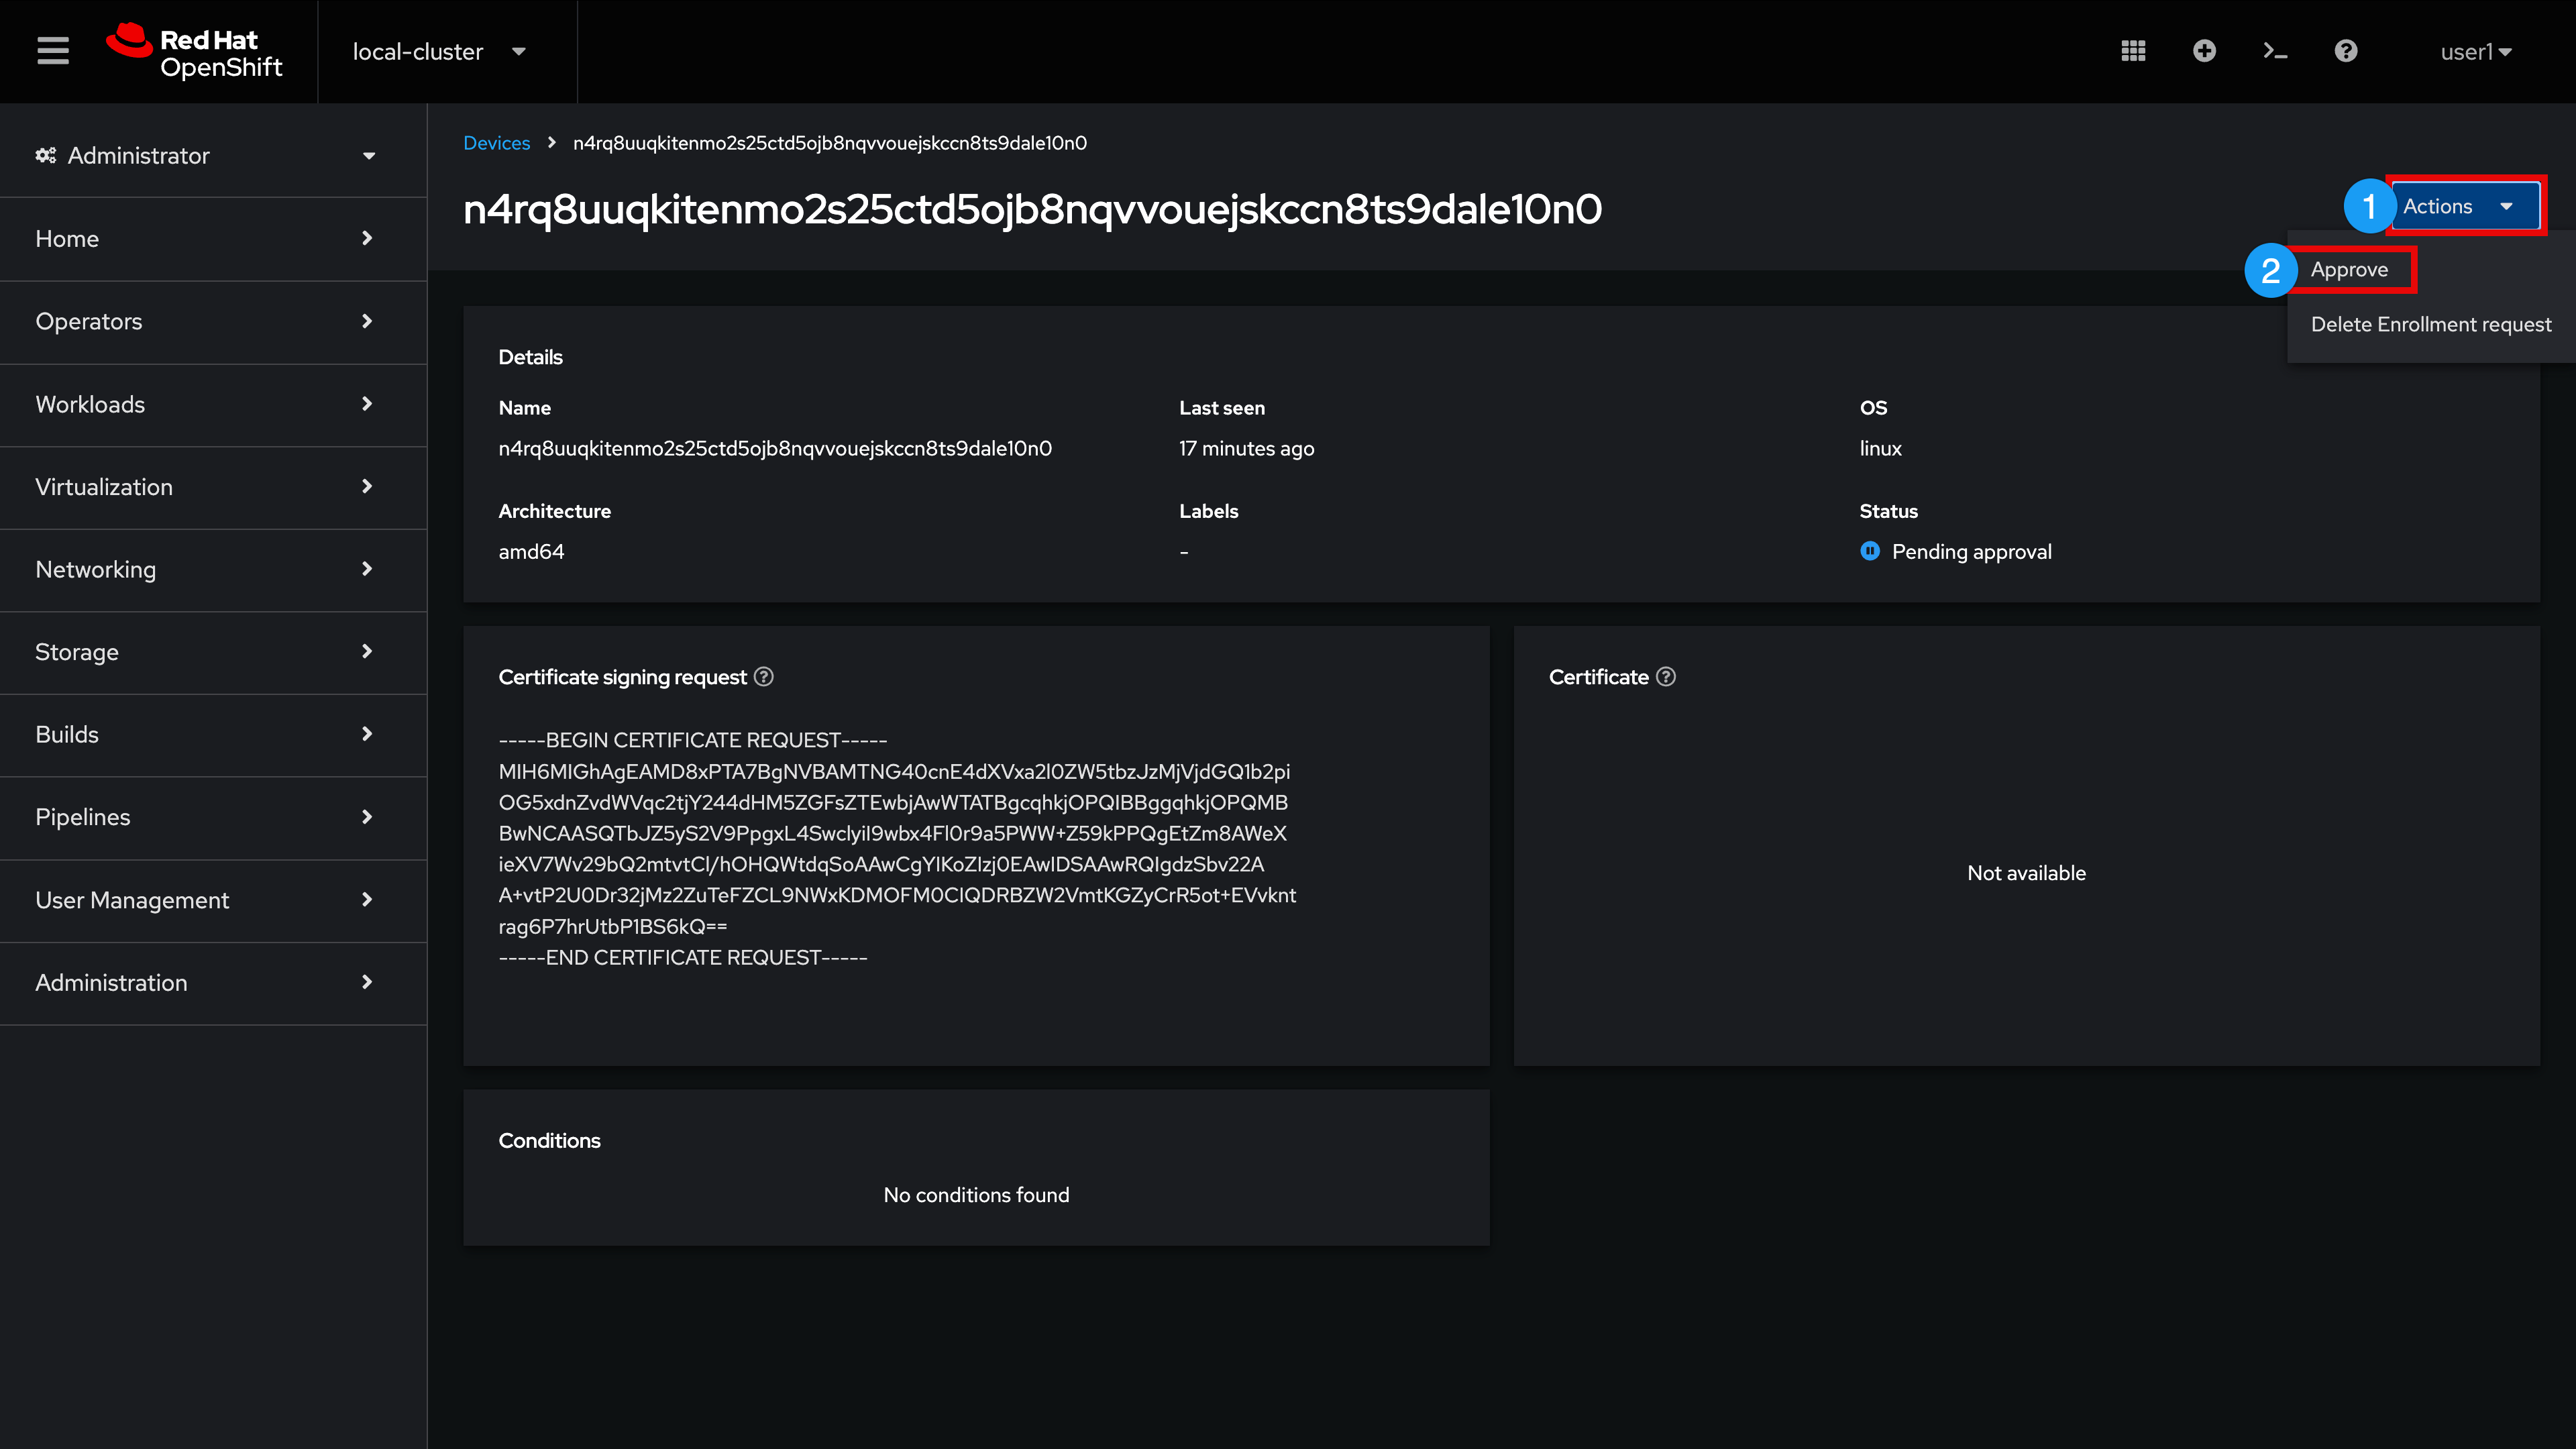 Red Hat
OpenShift
local-cluster
user1
Administrator
Home
Operators
Workloads
Virtualization
Networking
Storage
Builds
Pipelines
User Management
Administration
Devices > n4rq8uuqkitenmo2s25ctd5ojb8nqvvouejskccn8ts9dale10n0
n4rq8uuqkitenmo2s25ctd5ojb8nqvvouejskccn8ts9dale10n0
1 Actions
2 Approve
Delete Enrollment request
Details
Name
n4rq8uuqkitenmo2s25ctd5ojb8nqvvouejskccn8ts9dale10n0
Last seen
17 minutes ago
OS
linux
Architecture
amd64
Labels
-
Status
Pending approval
Certificate signing request
-----BEGIN CERTIFICATE REQUEST-----
MIH6MIGhAgEAMD8xPTA7BgNVBAMTNG40cnE4dXVxa2l0ZW5tbzJzMjVjdGQ1b2pi
OG5xdnZvdWVqc2tjY244dHM5ZGFsZTEwbjAwWTATBgcqhkjOPQIBBggqhkjOPQMB
BwNCAASQTbJZ5yS2V9PpgxL4SwclyiI9wbx4Fl0r9a5PWW+Z59kPPQgEtZm8AWeX
ieXV7Wv29bQ2mtvtCl/hOHQWtdqSoAAwCgYIKoZIzj0EAwIDSAAwRQIgdzSbv22A
A+vtP2U0Dr32jMz2ZuTeFZCL9NWxKDMOFM0CIQDRBZW2VmtKGZyCrR5ot+EVvknt
rag6P7hrUtbP1BS6kQ==
-----END CERTIFICATE REQUEST-----
Certificate
Not available
Conditions
No conditions found